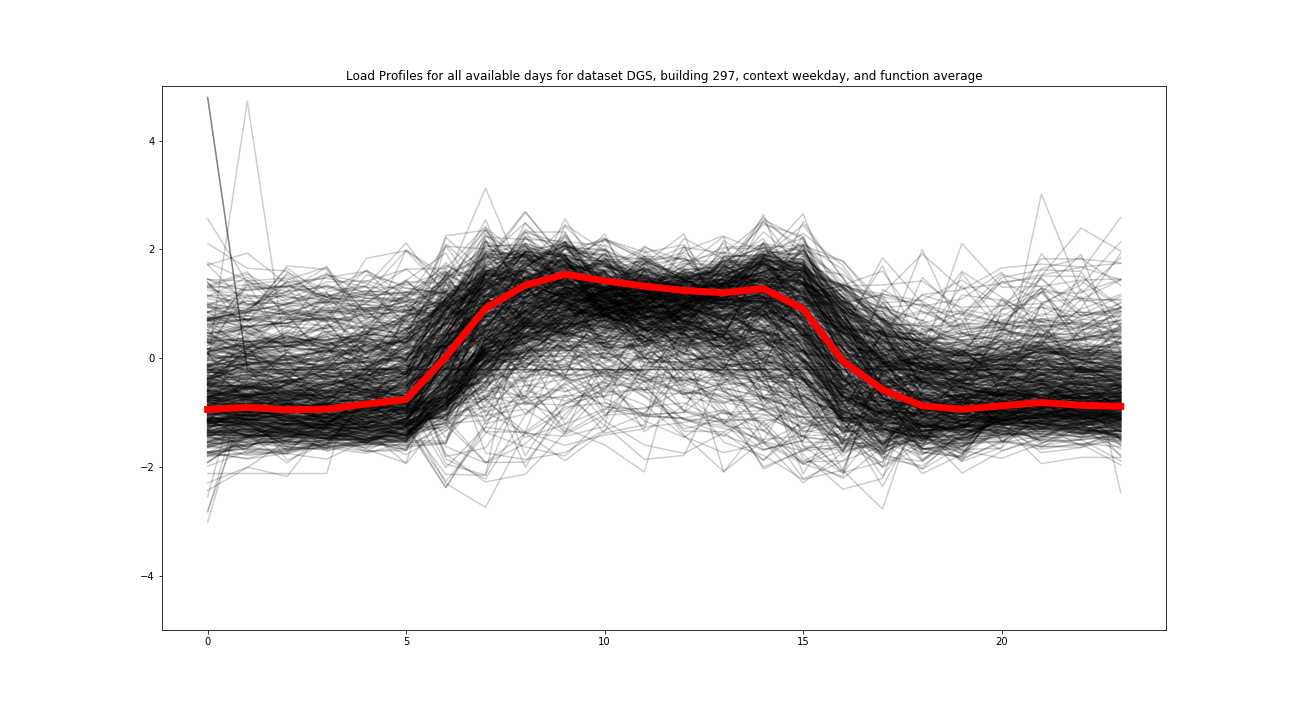 Load Profiles for all available days for dataset DGS, building 297, context weekday, and function average
4
2
0
−2
−4
0 5 10 15 20